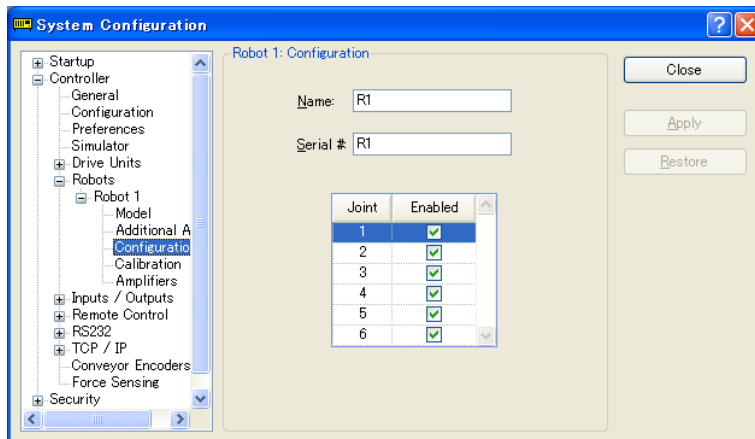 System Configuration
Startup
Controller
General
Configuration
Preferences
Simulator
Drive Units
Robots
Robot 1
Model
Additional A
Configuratio
Calibration
Amplifiers
Inputs / Outputs
Remote Control
RS232
TCP / IP
Conveyor Encoders
Force Sensing
Security
Robot 1: Configuration
Name: R1
Serial # R1
Joint Enabled
1
2
3
4
5
6
Close
Apply
Restore